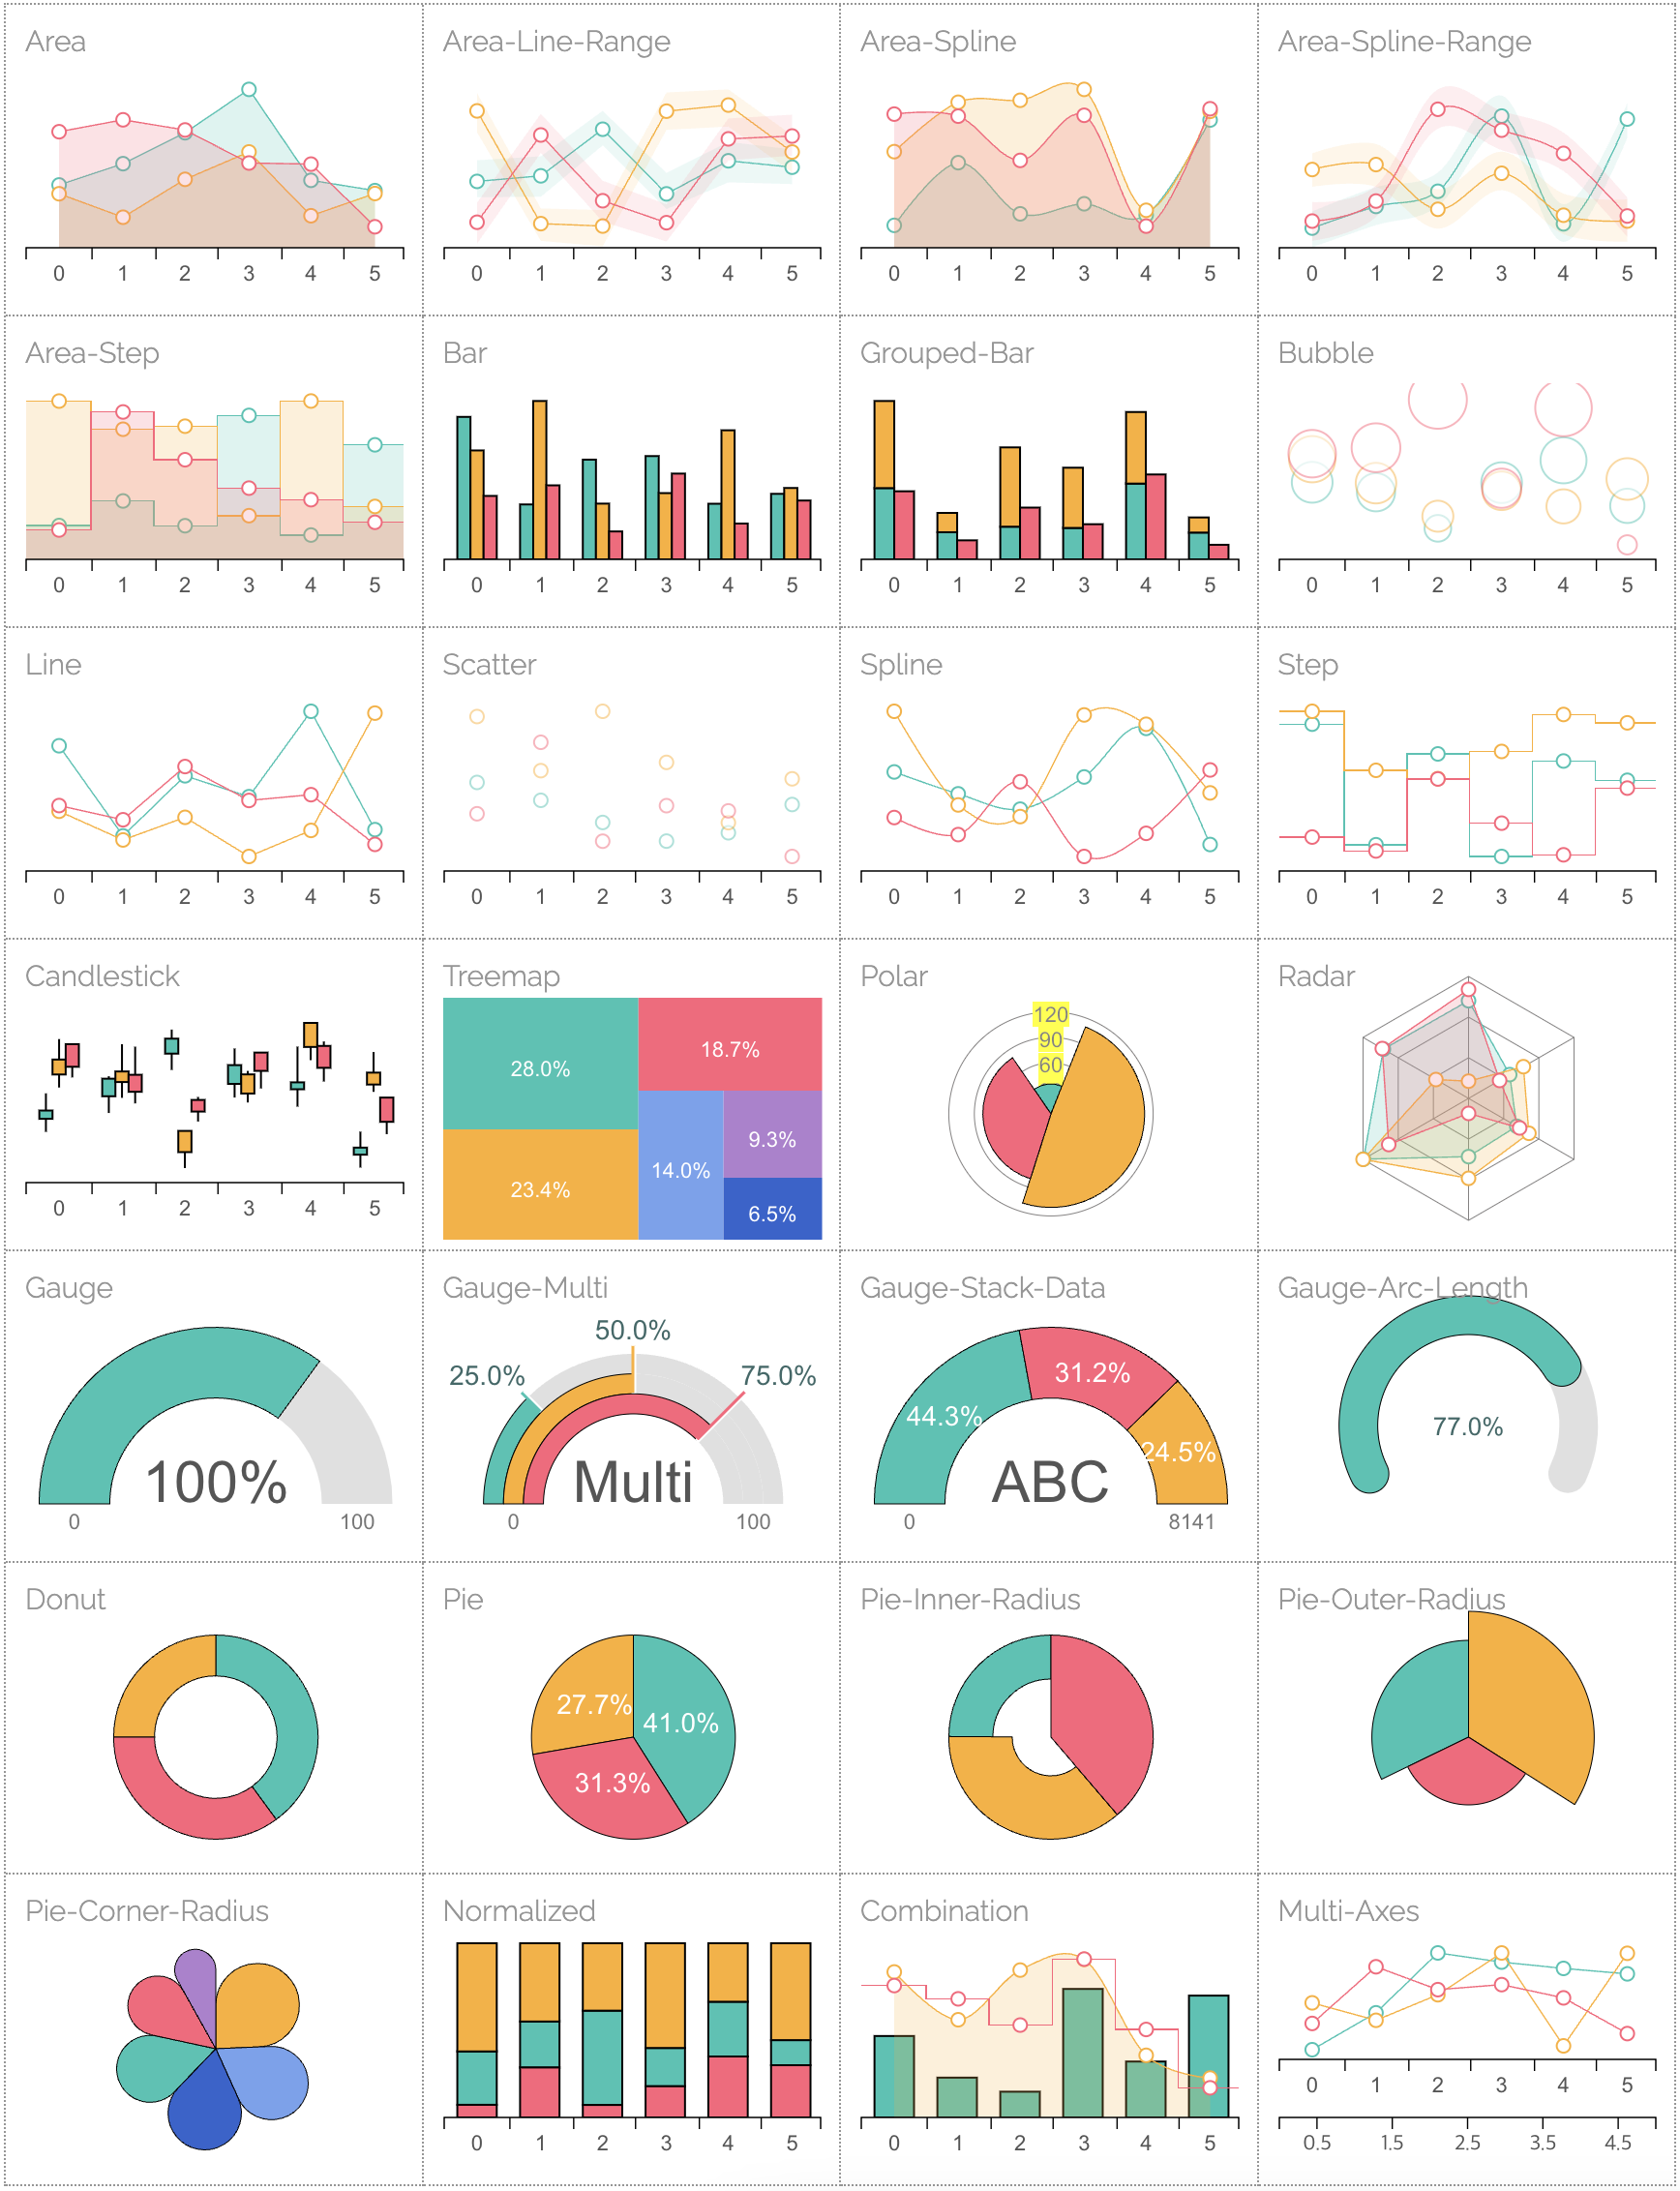 Area
0 1 2 3 4 5
Area-Line-Range
0 1 2 3 4 5
Area-Spline
0 1 2 3 4 5
Area-Spline-Range
0 1 2 3 4 5
Area-Step
0 1 2 3 4 5
Bar
0 1 2 3 4 5
Grouped-Bar
0 1 2 3 4 5
Bubble
0 1 2 3 4 5
Line
0 1 2 3 4 5
Scatter
0 1 2 3 4 5
Spline
0 1 2 3 4 5
Step
0 1 2 3 4 5
Candlestick
0 1 2 3 4 5
Treemap
18.7%
28.0%
9.3%
14.0%
23.4%
6.5%
Polar
120
90
60
Radar
Gauge
100%
0 100
Gauge-Multi
50.0%
25.0% 75.0%
Multi
0 100
Gauge-Stack-Data
31.2%
44.3%
24.5%
ABC
0 8141
Gauge-Arc-Length
77.0%
Donut
Pie
27.7%
41.0%
31.3%
Pie-Inner-Radius
Pie-Outer-Radius
Pie-Corner-Radius
Normalized
0 1 2 3 4 5
Combination
0 1 2 3 4 5
Multi-Axes
0 1 2 3 4 5
0.5 1.5 2.5 3.5 4.5